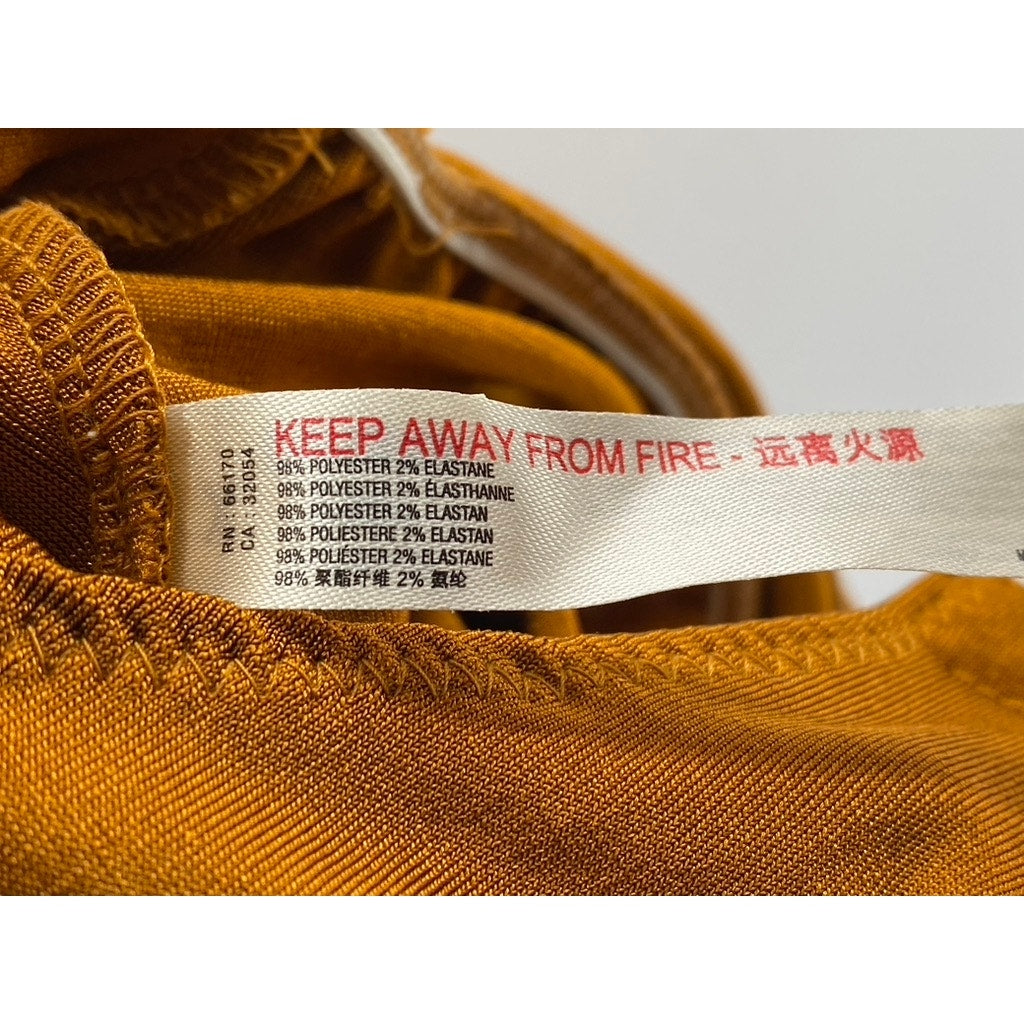 KEEP AWAY FROM FIRE - 远离火源
98% POLYESTER 2% ELASTANE
98% POLYESTER 2% ÉLASTHANNE
98% POLYESTER 2% ELASTAN
98% POLIESTERE 2% ELASTAN
98% POLIÉSTER 2% ELASTANE
98% 聚酯纤维 2% 氨纶
RN : 66170
CA : 32054